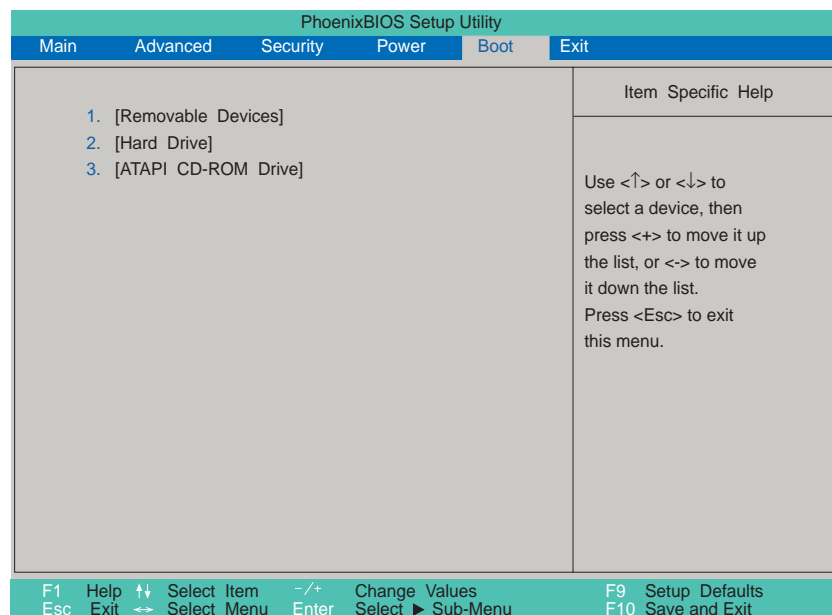 PhoenixBIOS Setup Utility
Main Advanced Security Power Boot Exit
1. [Removable Devices]
2. [Hard Drive]
3. [ATAPI CD-ROM Drive]
Item Specific Help
Use <↑> or <↓> to
select a device, then
press <+> to move it up
the list, or <-> to move
it down the list.
Press <Esc> to exit
this menu.
F1 Help ↑↓ Select Item -/+ Change Values F9 Setup Defaults
Esc Exit ↔ Select Menu Enter Select ▶ Sub-Menu F10 Save and Exit